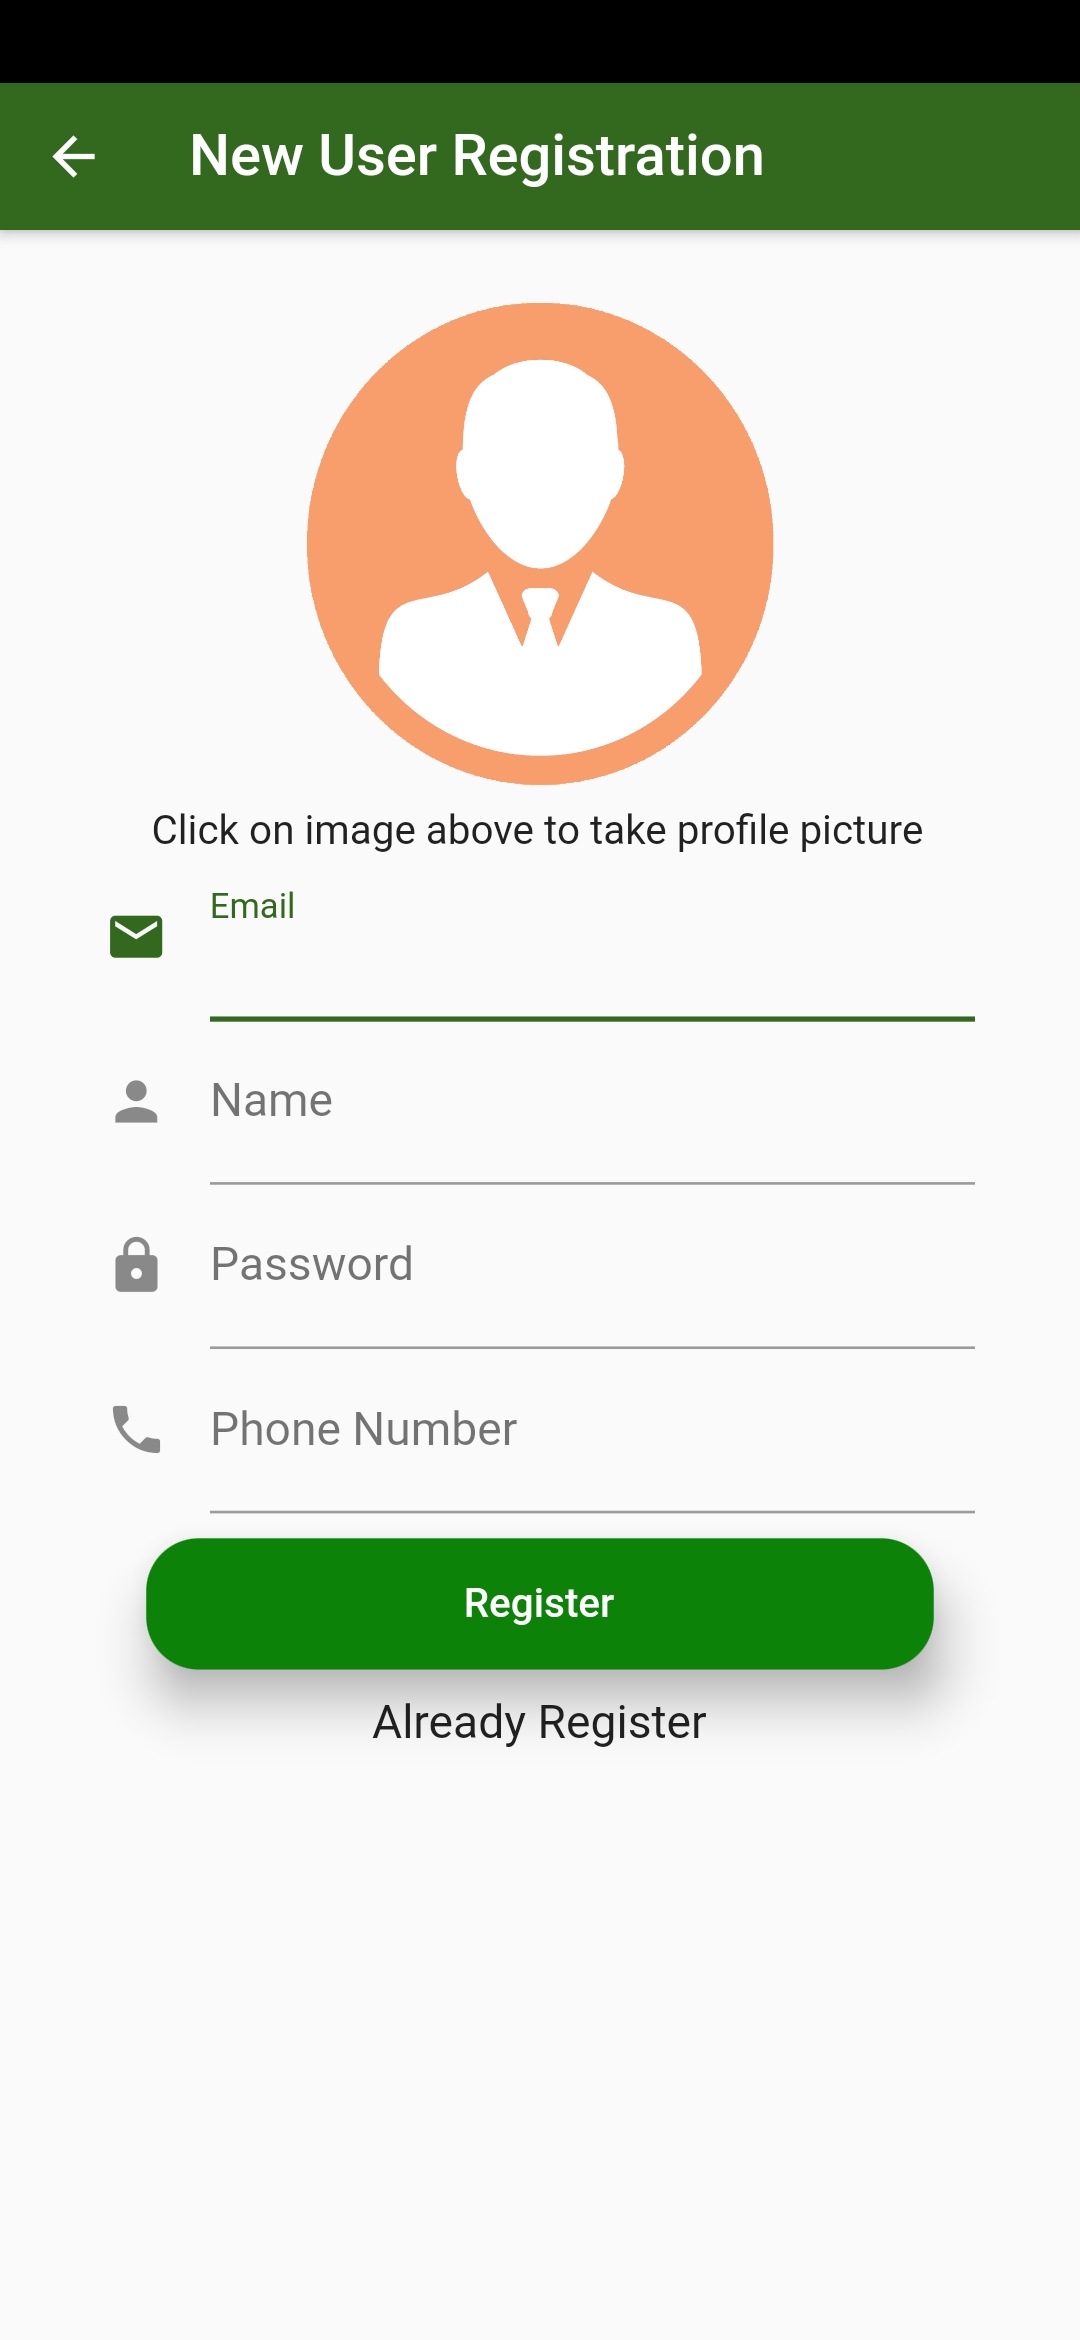 New User Registration
Click on image above to take profile picture
Email
Name
Password
Phone Number
Register
Already Register